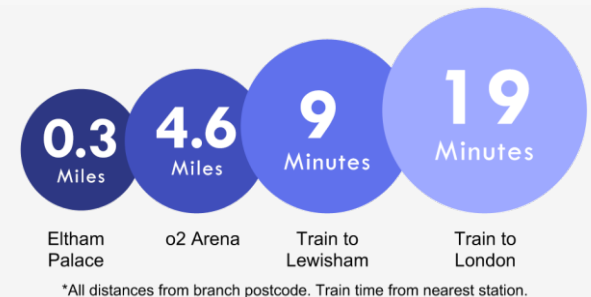 0.3
Miles
4.6
Miles
9
Minutes
19
Minutes
Eltham
Palace
o2 Arena
Train to
Lewisham
Train to
London
*All distances from branch postcode. Train time from nearest station.